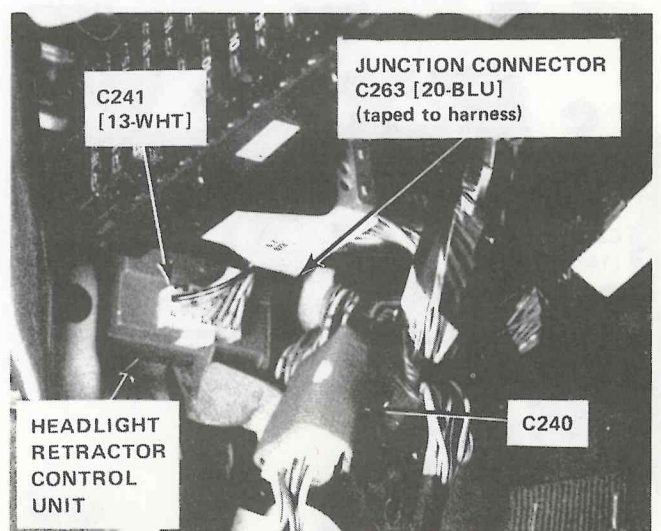 C241
[13-WHT]
JUNCTION CONNECTOR
C263 [20-BLU]
(taped to harness)
HEADLIGHT
RETRACTOR
CONTROL
UNIT
C240